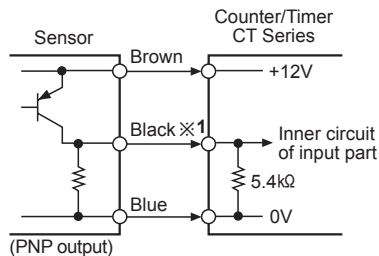 Counter/Timer
CT Series
Sensor
Brown
+12V
Black ※1
Inner circuit
of input part
5.4kΩ
Blue
0V
(PNP output)